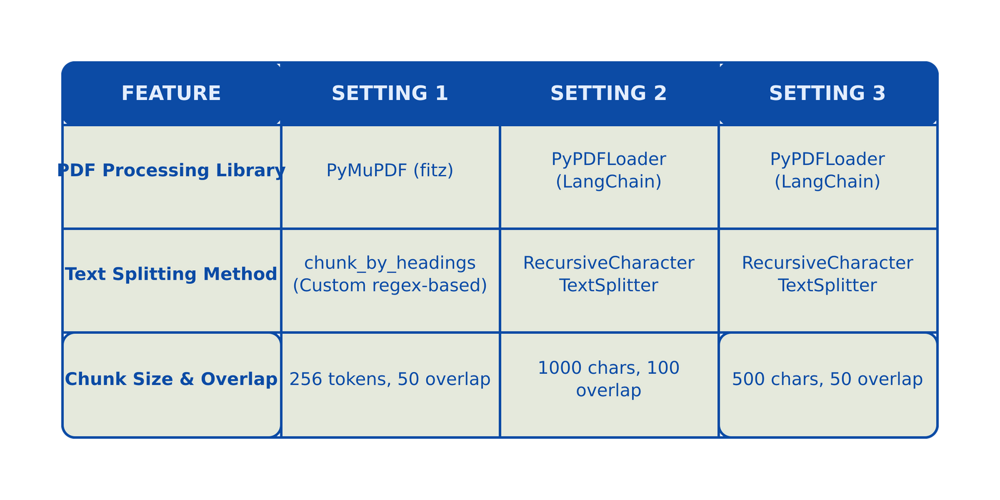 FEATURE SETTING 1 SETTING 2 SETTING 3
PDF Processing Library PyMuPDF (fitz) PyPDFLoader PyPDFLoader
(LangChain) (LangChain)
Text Splitting Method chunk_by_headings RecursiveCharacter RecursiveCharacter
(Custom regex-based) TextSplitter TextSplitter
Chunk Size & Overlap 256 tokens, 50 overlap 1000 chars, 100 500 chars, 50 overlap
overlap